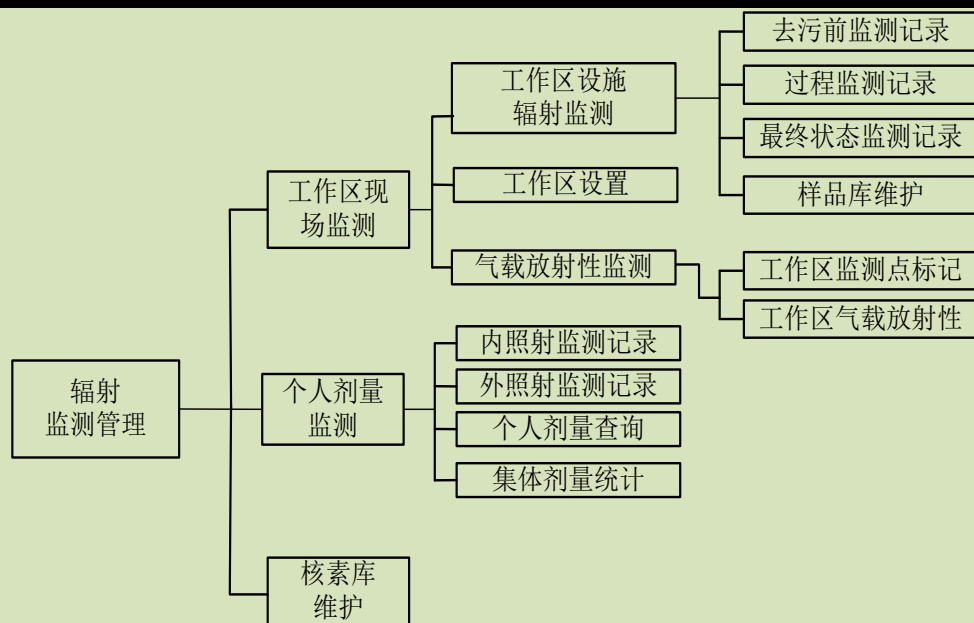 去污前监测记录
工作区设施
辐射监测
过程监测记录
最终状态监测记录
工作区现
场监测
工作区设置
样品库维护
气载放射性监测
工作区监测点标记
工作区气载放射性
内照射监测记录
辐射
监测管理
个人剂量
监测
外照射监测记录
个人剂量查询
集体剂量统计
核素库
维护